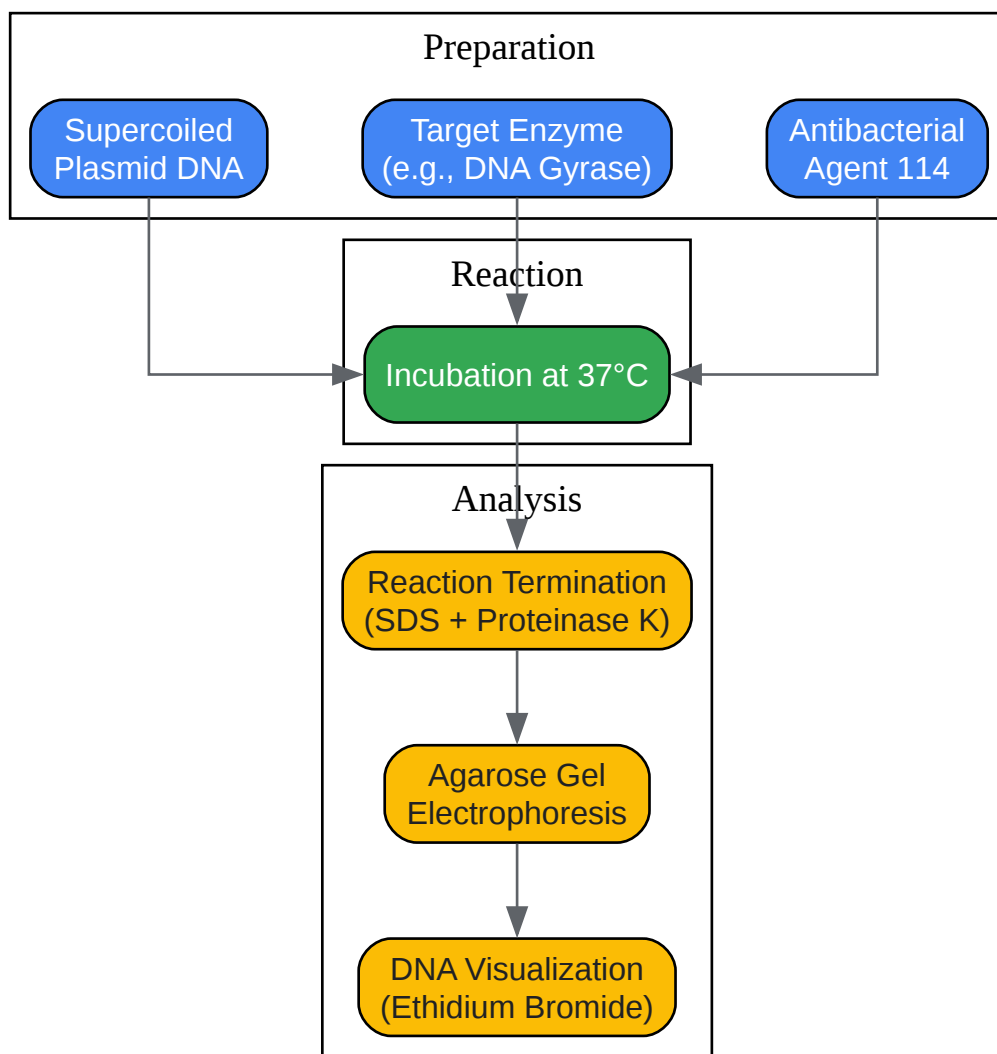 Preparation
Supercoiled
Plasmid DNA
Target Enzyme
(e.g., DNA Gyrase)
Antibacterial
Agent 114
Reaction
Incubation at 37°C
Analysis
Reaction Termination
(SDS + Proteinase K)
Agarose Gel
Electrophoresis
DNA Visualization
(Ethidium Bromide)